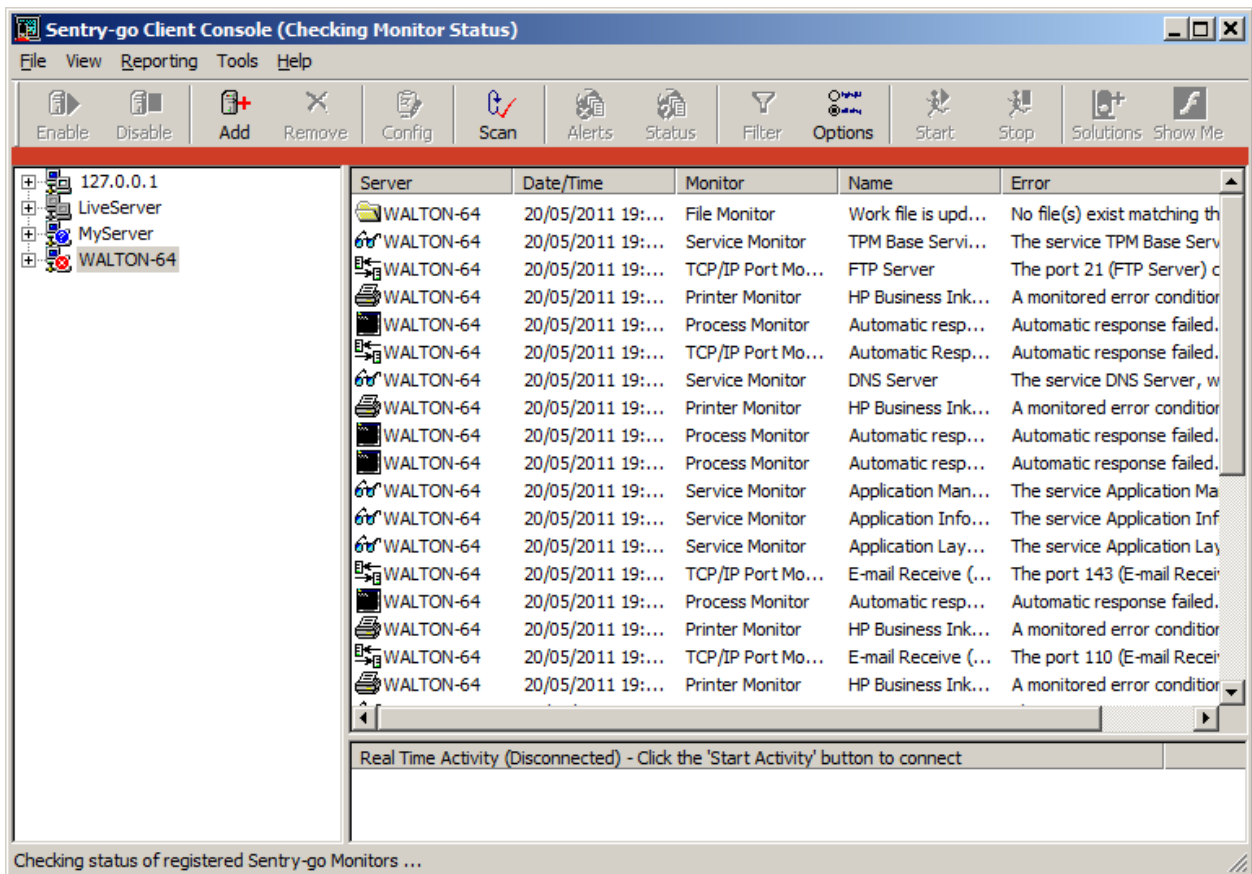 Sentry-go Client Console (Checking Monitor Status)
File View Reporting Tools Help
Enable Disable Add Remove Config Scan Alerts Status Filter Options Start Stop Solutions Show Me
127.0.0.1
LiveServer
MyServer
WALTON-64
Server Date/Time Monitor Name Error
WALTON-64 20/05/2011 19:... File Monitor Work file is upd... No file(s) exist matching th
WALTON-64 20/05/2011 19:... Service Monitor TPM Base Servi... The service TPM Base Serv
WALTON-64 20/05/2011 19:... TCP/IP Port Mo... FTP Server The port 21 (FTP Server) c
WALTON-64 20/05/2011 19:... Printer Monitor HP Business Ink... A monitored error condition
WALTON-64 20/05/2011 19:... Process Monitor Automatic resp... Automatic response failed.
WALTON-64 20/05/2011 19:... TCP/IP Port Mo... Automatic Resp... Automatic response failed.
WALTON-64 20/05/2011 19:... Service Monitor DNS Server The service DNS Server, w
WALTON-64 20/05/2011 19:... Printer Monitor HP Business Ink... A monitored error condition
WALTON-64 20/05/2011 19:... Process Monitor Automatic resp... Automatic response failed.
WALTON-64 20/05/2011 19:... Process Monitor Automatic resp... Automatic response failed.
WALTON-64 20/05/2011 19:... Service Monitor Application Man... The service Application Ma
WALTON-64 20/05/2011 19:... Service Monitor Application Info... The service Application Inf
WALTON-64 20/05/2011 19:... Service Monitor Application Lay... The service Application Lay
WALTON-64 20/05/2011 19:... TCP/IP Port Mo... E-mail Receive (... The port 143 (E-mail Recei
WALTON-64 20/05/2011 19:... Process Monitor Automatic resp... Automatic response failed.
WALTON-64 20/05/2011 19:... Printer Monitor HP Business Ink... A monitored error condition
WALTON-64 20/05/2011 19:... TCP/IP Port Mo... E-mail Receive (... The port 110 (E-mail Recei
WALTON-64 20/05/2011 19:... Printer Monitor HP Business Ink... A monitored error condition
Real Time Activity (Disconnected) - Click the 'Start Activity' button to connect
Checking status of registered Sentry-go Monitors ...